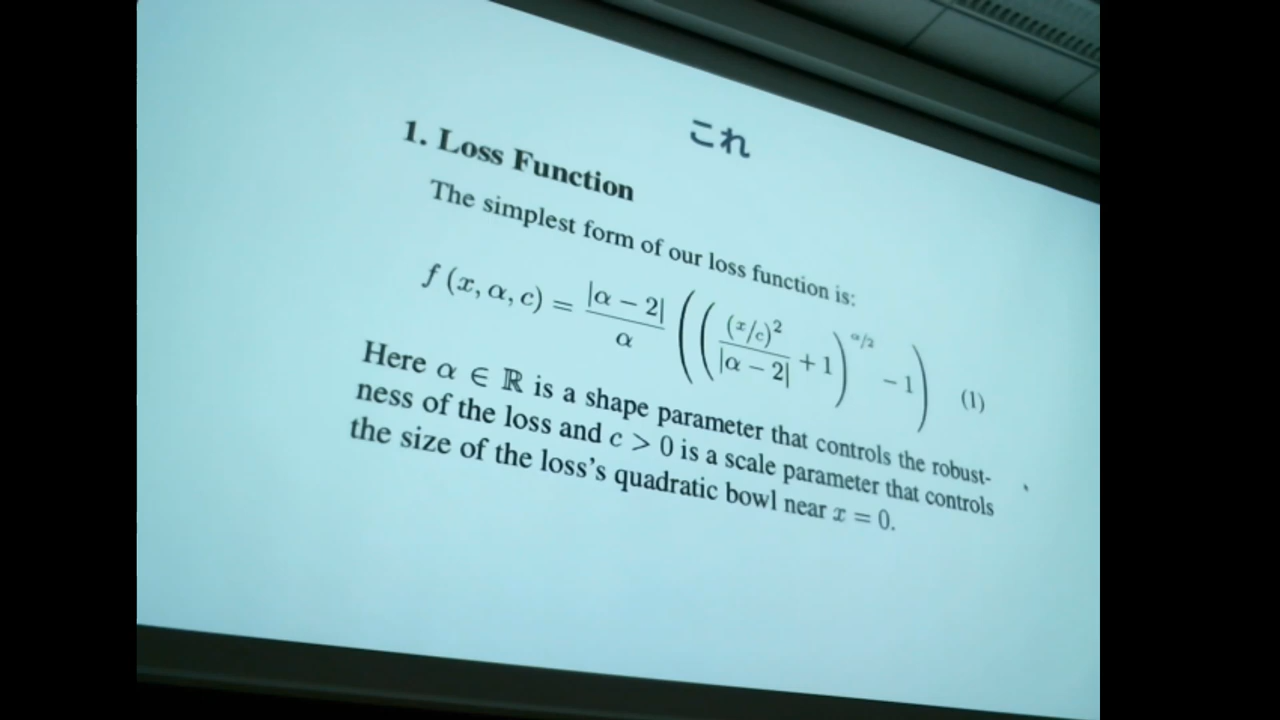 これ
1. Loss Function
The simplest form of our loss function is:
f (x, α, c) = |α − 2| / α (( (x/c)² / |α − 2| + 1 )^(α/2) − 1) (1)
Here α ∈ ℝ is a shape parameter that controls the robust-
ness of the loss and c > 0 is a scale parameter that controls
the size of the loss’s quadratic bowl near x = 0.